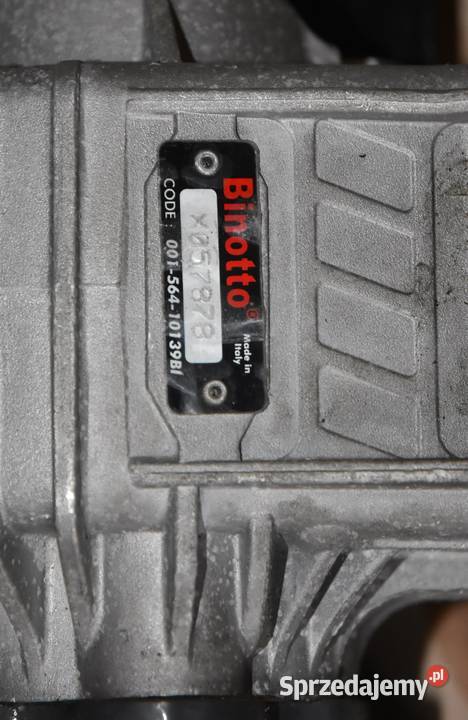 Binotto®
Made in
Italy
X057878
CODE: 001-564-10139BI
Sprzedajemy.pl